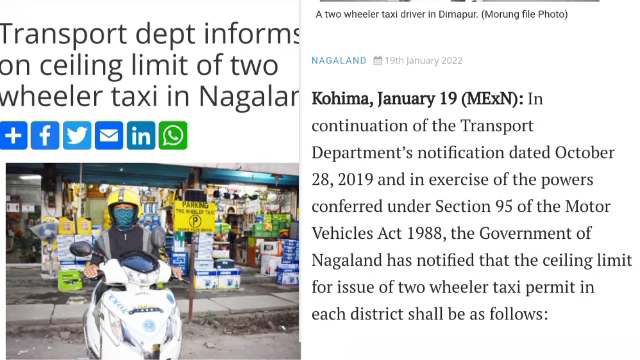 Transport dept informs
on ceiling limit of two
wheeler taxi in Nagalan
PARKING
TWO WHEELER TAXI
P
A two wheeler taxi driver in Dimapur. (Morung file Photo)
NAGALAND 19th January 2022
Kohima, January 19 (MExN): In
continuation of the Transport
Department's notification dated October
28, 2019 and in exercise of the powers
conferred under Section 95 of the Motor
Vehicles Act 1988, the Government of
Nagaland has notified that the ceiling limit
for issue of two wheeler taxi permit in
each district shall be as follows: